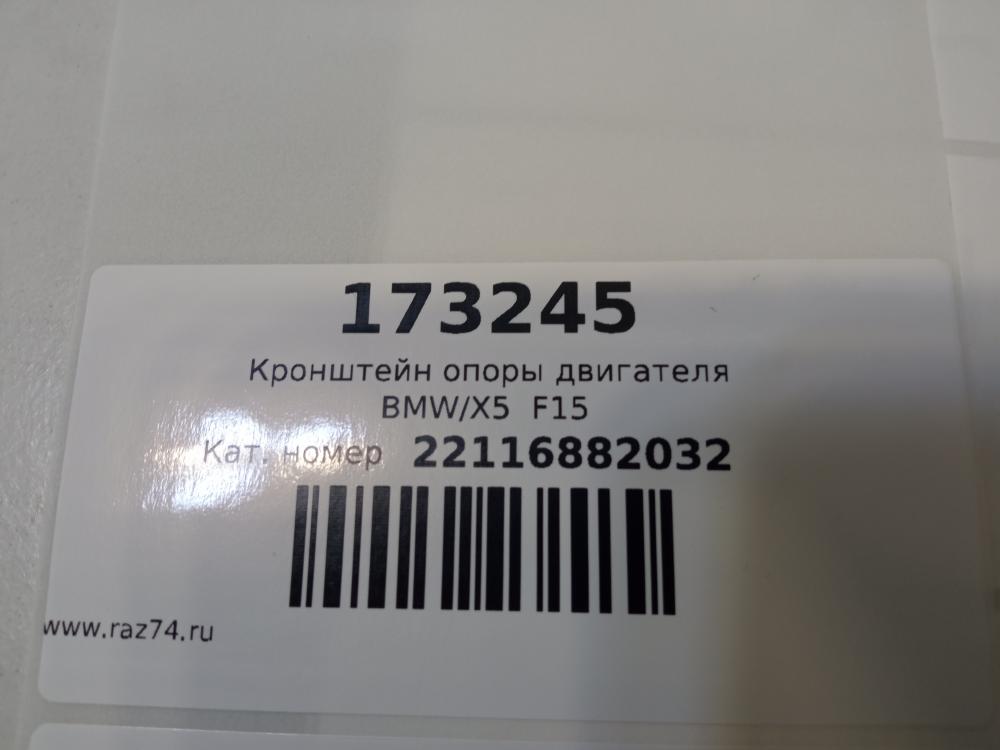 173245
Кронштейн опоры двигателя
BMW/X5 F15
Кат. номер 22116882032
www.raz74.ru